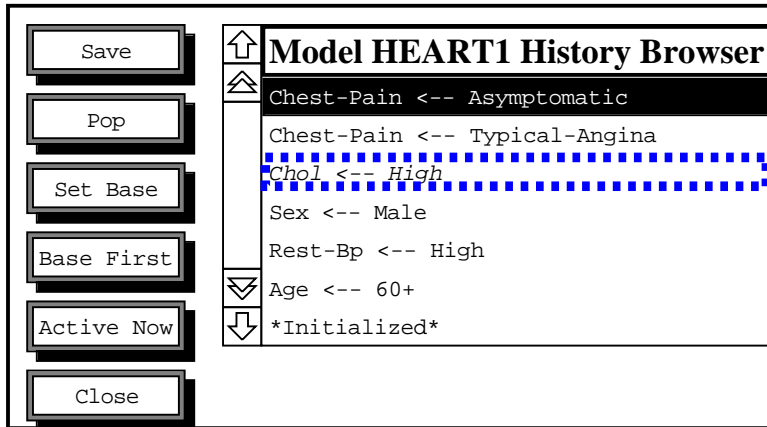 Save
Pop
Set Base
Base First
Active Now
Close
Model HEART1 History Browser
Chest-Pain <-- Asymptomatic
Chest-Pain <-- Typical-Angina
Chol <-- High
Sex <-- Male
Rest-Bp <-- High
Age <-- 60+
*Initialized*